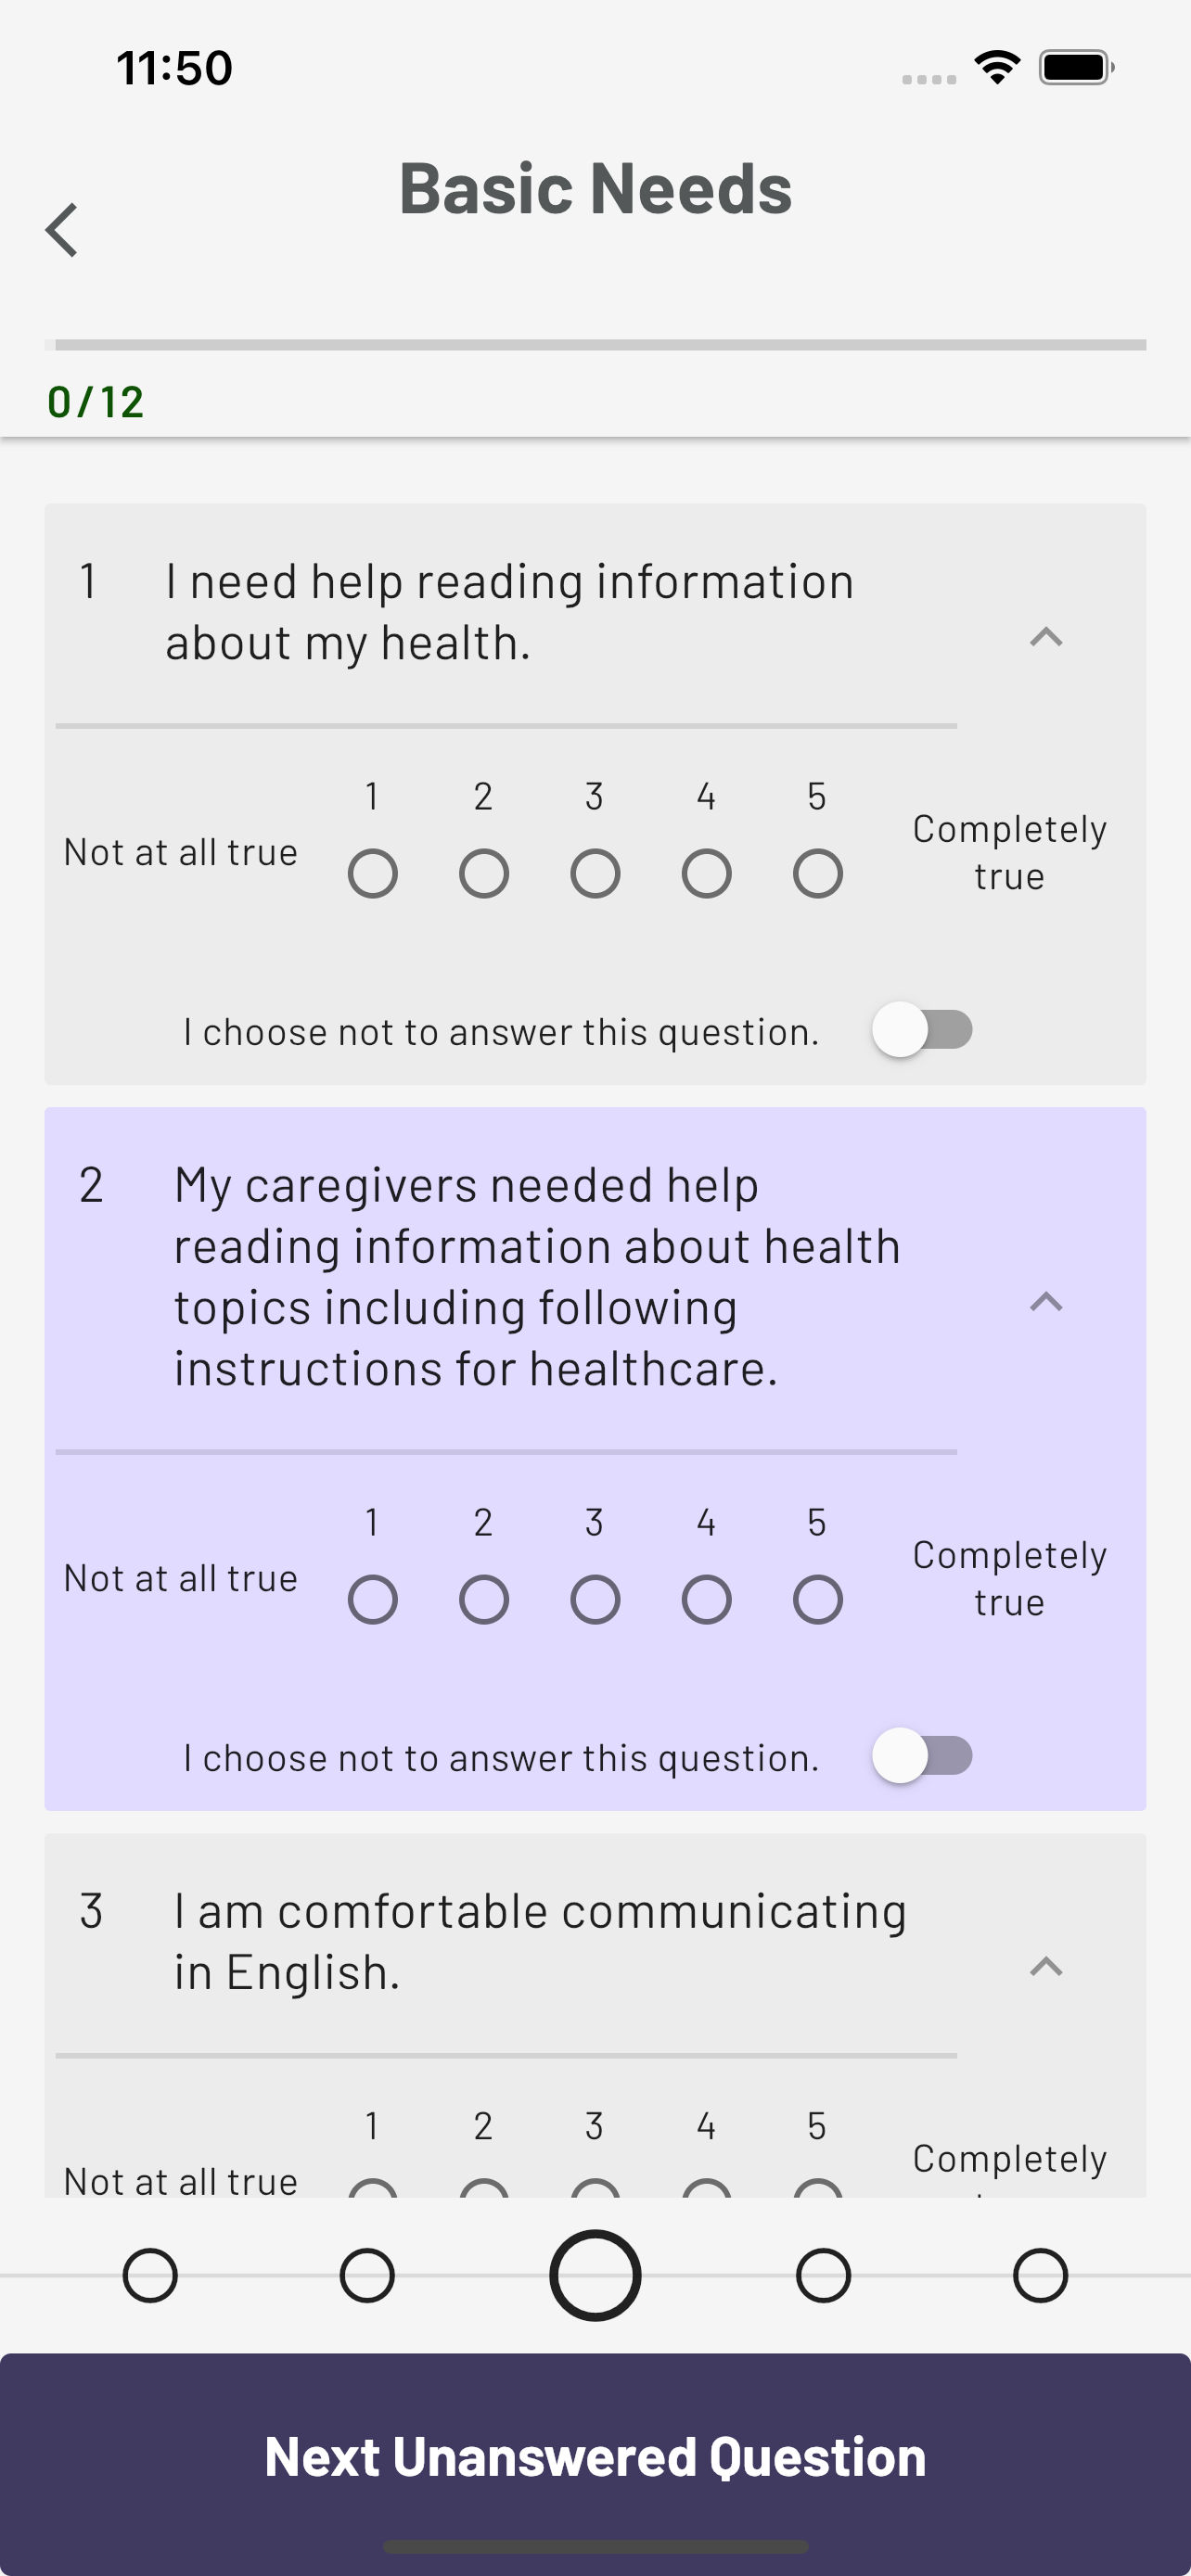 11:50
Basic Needs
0/12
1 I need help reading information
about my health.
1 2 3 4 5
Not at all true
Completely
true
I choose not to answer this question.
2 My caregivers needed help
reading information about health
topics including following
instructions for healthcare.
1 2 3 4 5
Not at all true
Completely
true
I choose not to answer this question.
3 I am comfortable communicating
in English.
1 2 3 4 5
Not at all true
Completely
Next Unanswered Question